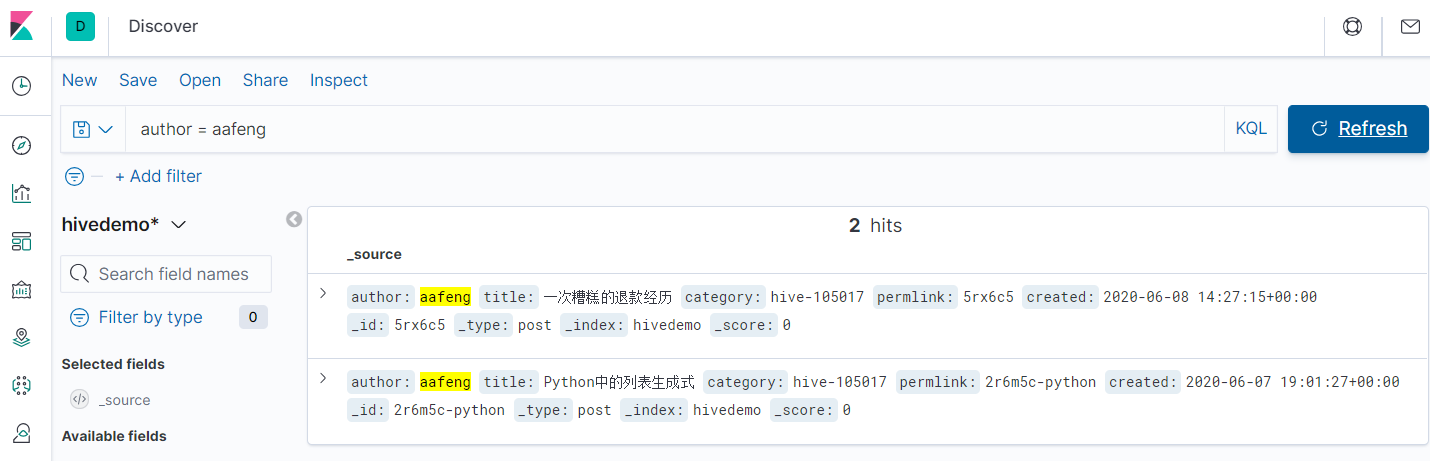 D Discover
New Save Open Share Inspect
author = aafeng KQL Refresh
+ Add filter
hivedemo*
2 hits
_source
Search field names
author: aafeng title: 一次糟糕的退款经历 category: hive-105017 permlink: 5rx6c5 created: 2020-06-08 14:27:15+00:00
Filter by type 0
_id: 5rx6c5 _type: post _index: hivedemo _score: 0
Selected fields
author: aafeng title: Python中的列表生成式 category: hive-105017 permlink: 2r6m5c-python created: 2020-06-07 19:01:27+00:00
_source
_id: 2r6m5c-python _type: post _index: hivedemo _score: 0
Available fields